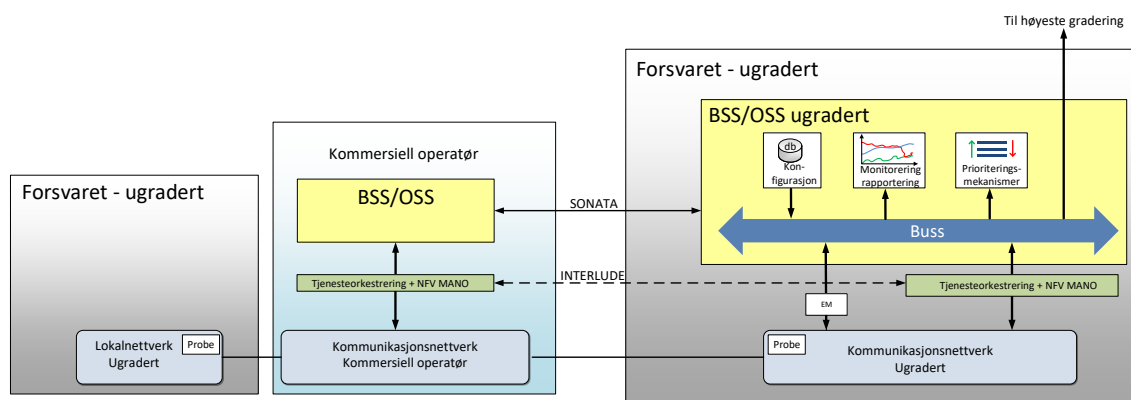 Til høyeste gradering
Forsvaret - ugradert
BSS/OSS ugradert
db
Kon-
figurasjon
Monitorering
rapportering
Prioriterings-
mekanismer
Buss
Kommersiell operatør
Forsvaret - ugradert
BSS/OSS
SONATA
INTERLUDE
Tjenesteorkestrering + NFV MANO
Tjenesteorkestrering + NFV MANO
EM
Lokalnettverk
Ugradert
Probe
Kommunikasjonsnettverk
Kommersiell operatør
Probe
Kommunikasjonsnettverk
Ugradert